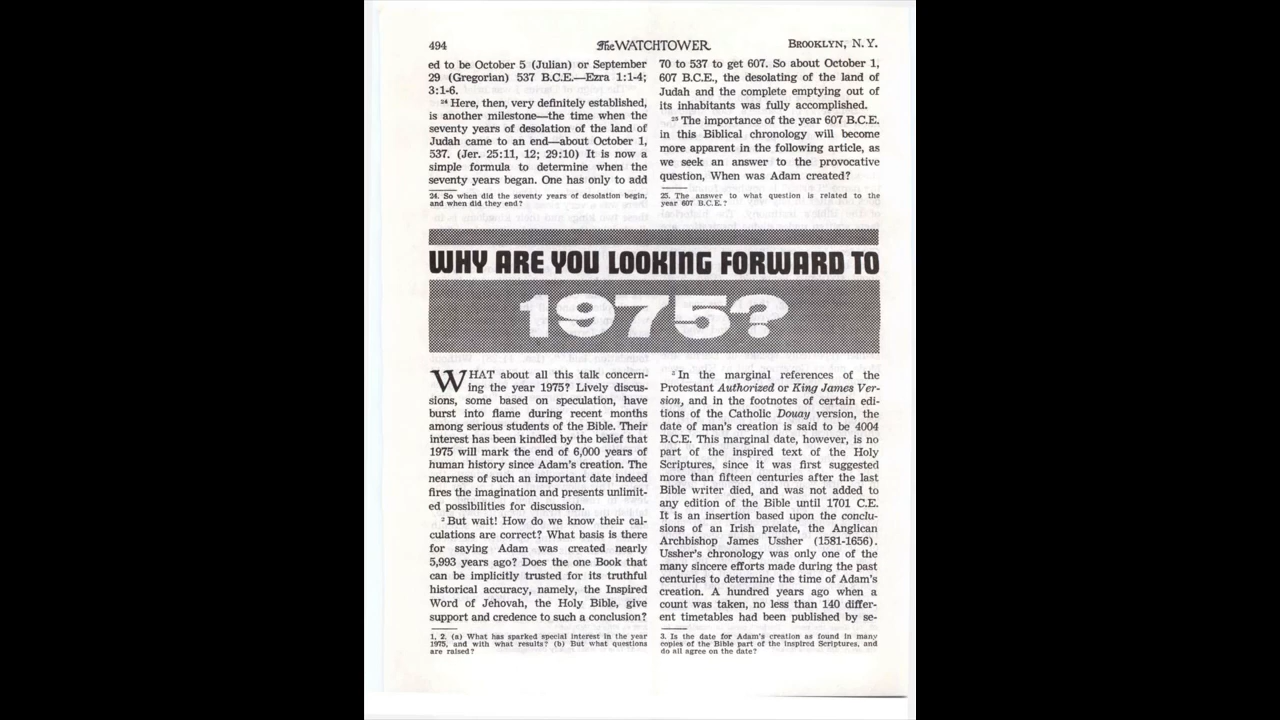 494
The WATCHTOWER
BROOKLYN, N. Y.
ed to be October 5 (Julian) or September
29 (Gregorian) 537 B.C.E.—Ezra 1:1-4;
3:1-6.
24 Here, then, very definitely established,
is another milestone—the time when the
seventy years of desolation of the land of
Judah came to an end—about October 1,
537. (Jer. 25:11, 12; 29:10) It is now a
simple formula to determine when the
seventy years began. One has only to add
24. So when did the seventy years of desolation begin,
and when did they end?
70 to 537 to get 607. So about October 1,
607 B.C.E., the desolating of the land of
Judah and the complete emptying out of
its inhabitants was fully accomplished.
25 The importance of the year 607 B.C.E.
in this Biblical chronology will become
more apparent in the following article, as
we seek an answer to the provocative
question, When was Adam created?
25. The answer to what question is related to the
year 607 B.C.E.?
WHY ARE YOU LOOKING FORWARD TO
1975?
WHAT about all this talk concern-
ing the year 1975? Lively discus-
sions, some based on speculation, have
burst into flame during recent months
among serious students of the Bible. Their
interest has been kindled by the belief that
1975 will mark the end of 6,000 years of
human history since Adam's creation. The
nearness of such an important date indeed
fires the imagination and presents unlimit-
ed possibilities for discussion.
2 But wait! How do we know their cal-
culations are correct? What basis is there
for saying Adam was created nearly
5,993 years ago? Does the one Book that
can be implicitly trusted for its truthful
historical accuracy, namely, the Inspired
Word of Jehovah, the Holy Bible, give
support and credence to such a conclusion?
1, 2. (a) What has sparked special interest in the year
1975, and with what results? (b) But what questions
are raised?
3 In the marginal references of the
Protestant Authorized or King James Ver-
sion, and in the footnotes of certain edi-
tions of the Catholic Douay version, the
date of man's creation is said to be 4004
B.C.E. This marginal date, however, is no
part of the inspired text of the Holy
Scriptures, since it was first suggested
more than fifteen centuries after the last
Bible writer died, and was not added to
any edition of the Bible until 1701 C.E.
It is an insertion based upon the conclu-
sions of an Irish prelate, the Anglican
Archbishop James Ussher (1581-1656).
Ussher's chronology was only one of the
many sincere efforts made during the past
centuries to determine the time of Adam's
creation. A hundred years ago when a
count was taken, no less than 140 differ-
ent timetables had been published by se-
3. Is the date for Adam's creation as found in many
copies of the Bible part of the inspired Scriptures, and
do all agree on the date?